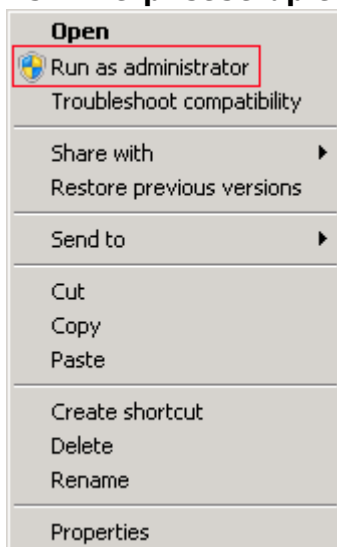 Open
Run as administrator
Troubleshoot compatibility
Share with
Restore previous versions
Send to
Cut
Copy
Paste
Create shortcut
Delete
Rename
Properties